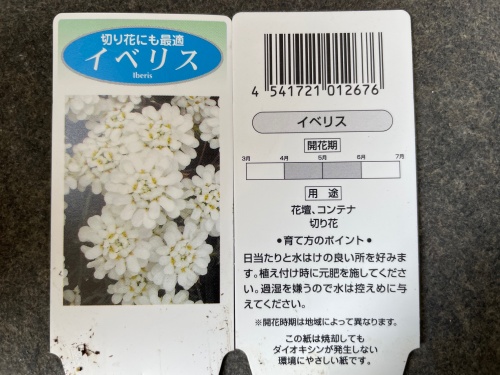 切り花にも最適
イベリス
Iberis
4 541721 012676
イベリス
開花期
3月 4月 5月 6月 7月
用途
花壇、コンテナ
切り花
•育て方のポイント•
日当たりと水はけの良い所を好みま
す。植え付け時に元肥を施してくださ
い。過湿を嫌うので水は控えめに与
えてください。
※開花時期は地域によって異なります。
この紙は焼却しても
ダイオキシンが発生しない
環境にやさしい紙です。